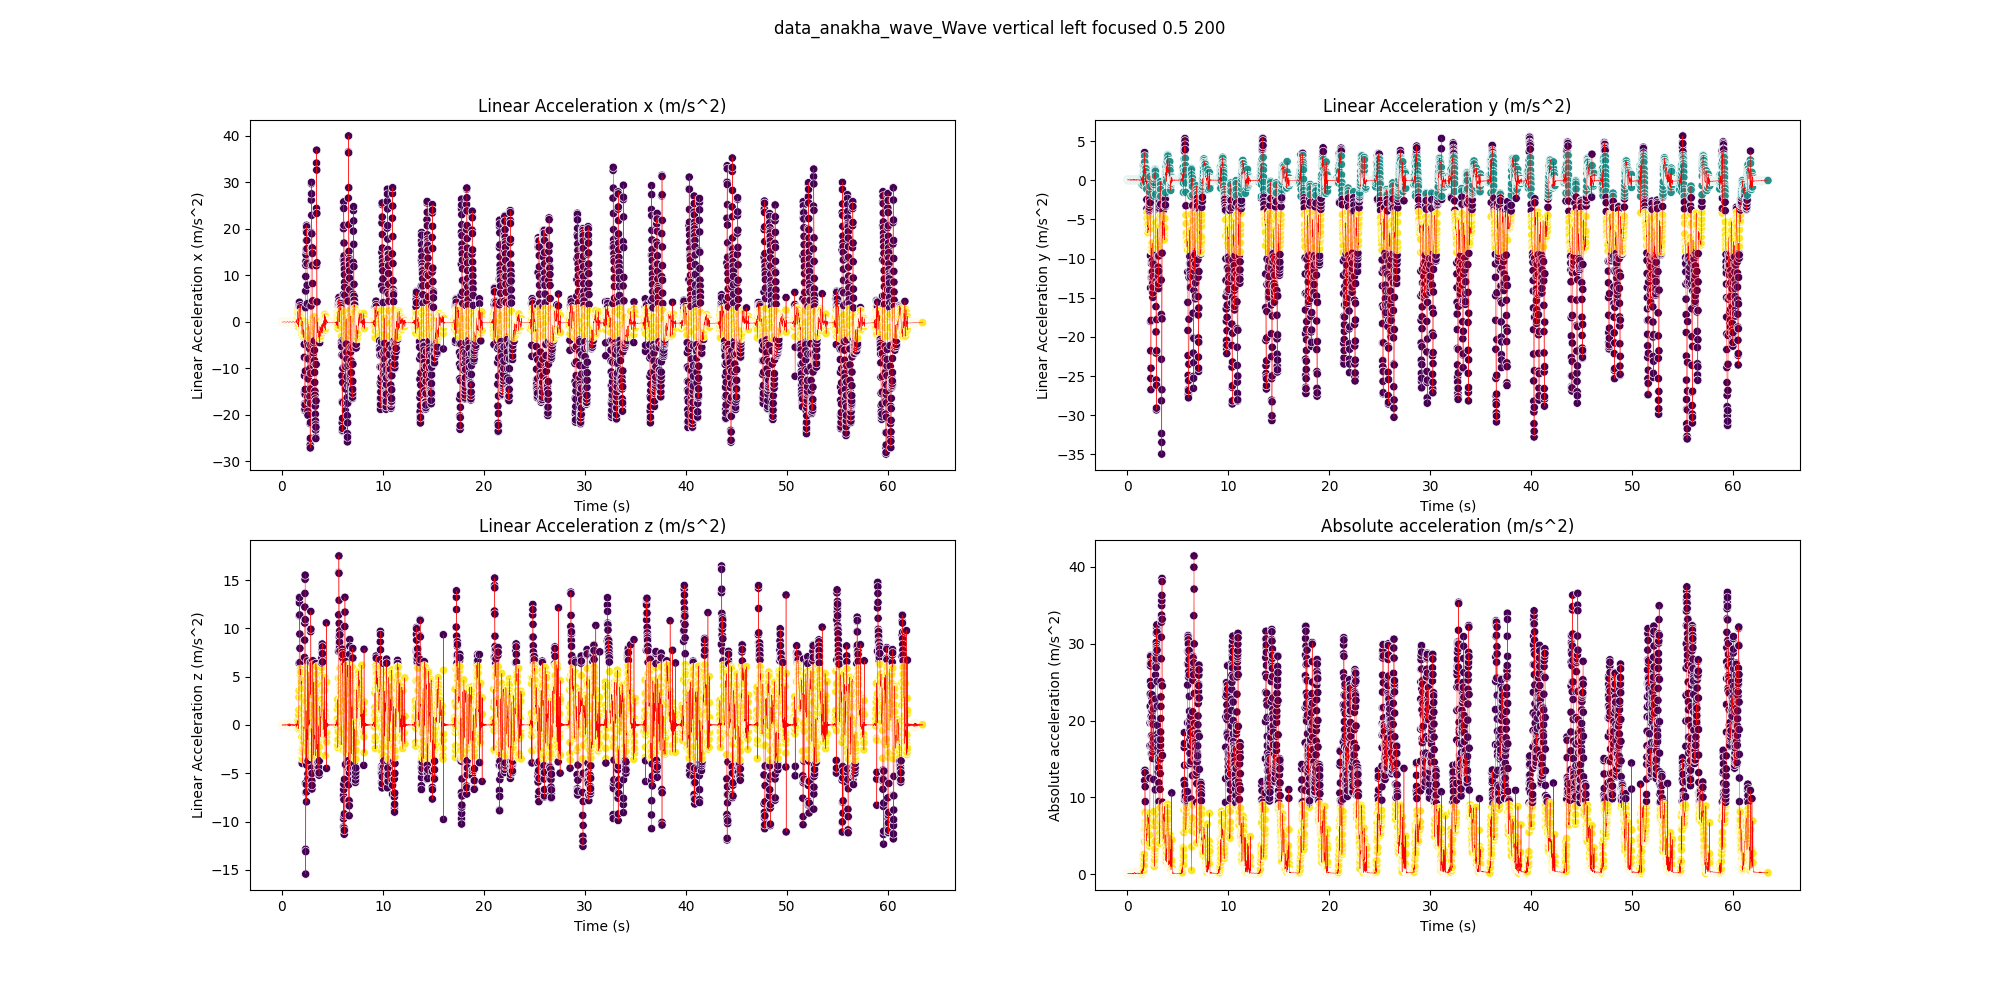 data_anakha_wave_Wave vertical left focused 0.5 200
Linear Acceleration x (m/s^2)
Linear Acceleration x (m/s^2)
40
30
20
10
0
−10
−20
−30
0 10 20 30 40 50 60
Time (s)
Linear Acceleration y (m/s^2)
Linear Acceleration y (m/s^2)
5
0
−5
−10
−15
−20
−25
−30
−35
0 10 20 30 40 50 60
Time (s)
Linear Acceleration z (m/s^2)
Linear Acceleration z (m/s^2)
15
10
5
0
−5
−10
−15
0 10 20 30 40 50 60
Time (s)
Absolute acceleration (m/s^2)
Absolute acceleration (m/s^2)
40
30
20
10
0
0 10 20 30 40 50 60
Time (s)